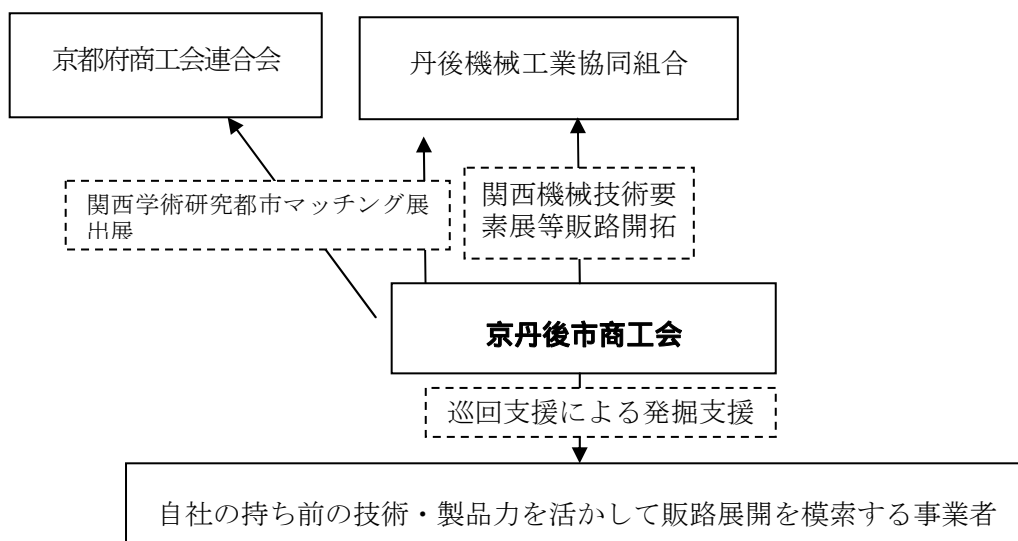 京都府商工会連合会
丹後機械工業協同組合
関西学術研究都市マッチング展
出展
関西機械技術要
素展等販路開拓
京丹後市商工会
巡回支援による発掘支援
自社の持ち前の技術・製品力を活かして販路展開を模索する事業者